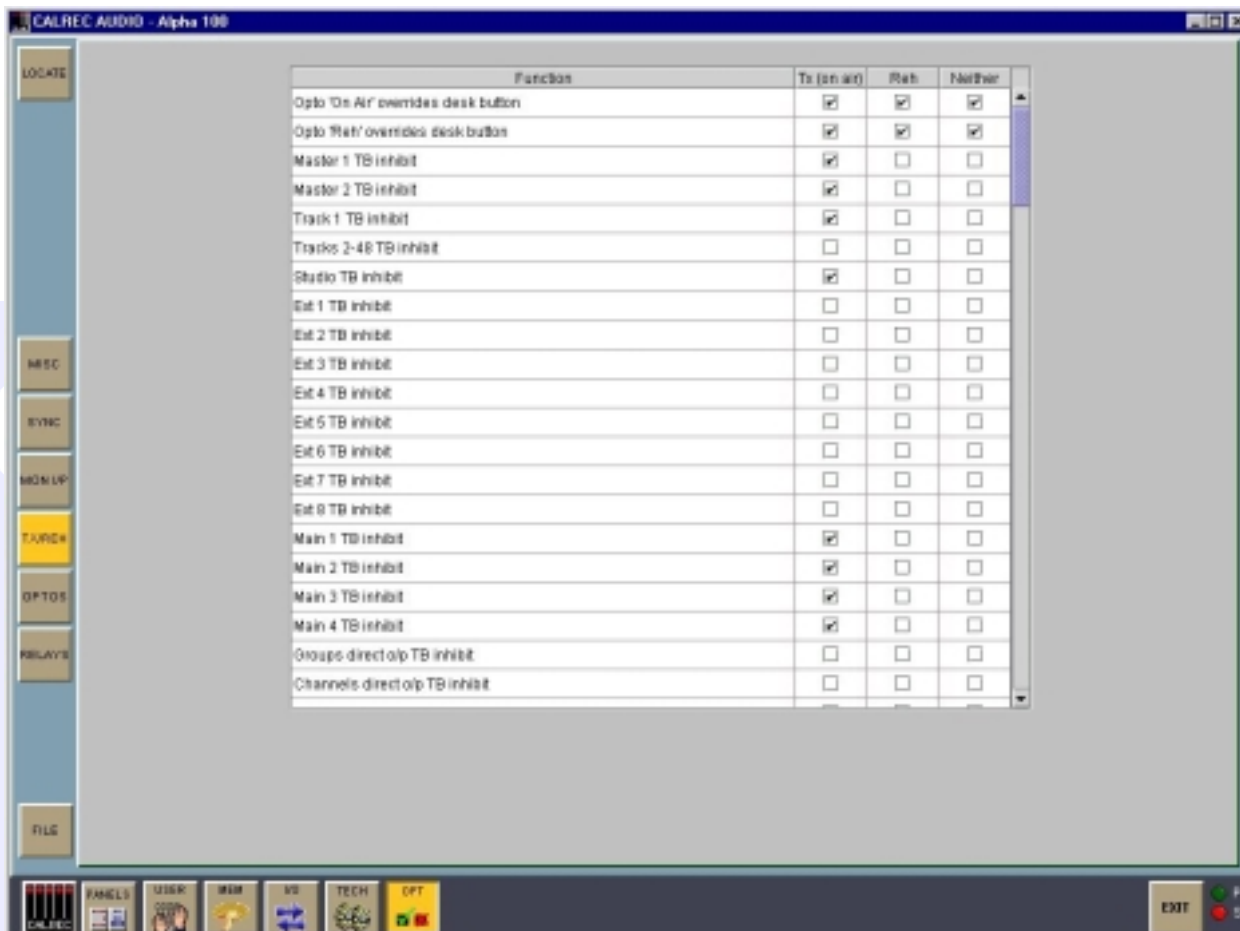 CALREC AUDIO - Alpha 100
LOCATE
Function Tx (on air) Reh Neither
Opto 'On Air' overrides desk button
Opto 'Reh' overrides desk button
Master 1 TB inhibit
Master 2 TB inhibit
Track 1 TB inhibit
Tracks 2-48 TB inhibit
Studio TB inhibit
Ext 1 TB inhibit
Ext 2 TB inhibit
Ext 3 TB inhibit
Ext 4 TB inhibit
Ext 5 TB inhibit
Ext 6 TB inhibit
Ext 7 TB inhibit
Ext 8 TB inhibit
Main 1 TB inhibit
Main 2 TB inhibit
Main 3 TB inhibit
Main 4 TB inhibit
Groups direct o/p TB inhibit
Channels direct o/p TB inhibit
MISC
SYNC
MON I/P
OPTOS
RELAYS
FILE
CALREC
PANELS
USER
MEM
I/O
TECH
OPT
EXIT